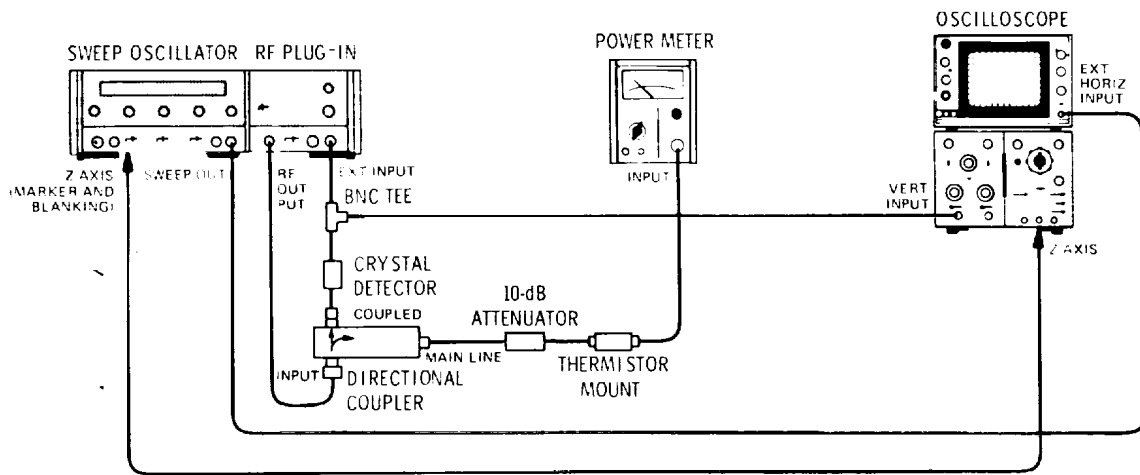 OSCILLOSCOPE
SWEEP OSCILLATOR RF PLUG-IN
POWER METER
EXT
HORIZ
INPUT
Z AXIS
(MARKER AND
BLANKING)
SWEEP OUT
RF
OUT
PUT
EXT INPUT
BNC TEE
INPUT
VERT
INPUT
Z AXIS
CRYSTAL
DETECTOR
COUPLED
10-dB
ATTENUATOR
MAIN LINE
THERMISTOR
MOUNT
INPUT
DIRECTIONAL
COUPLER